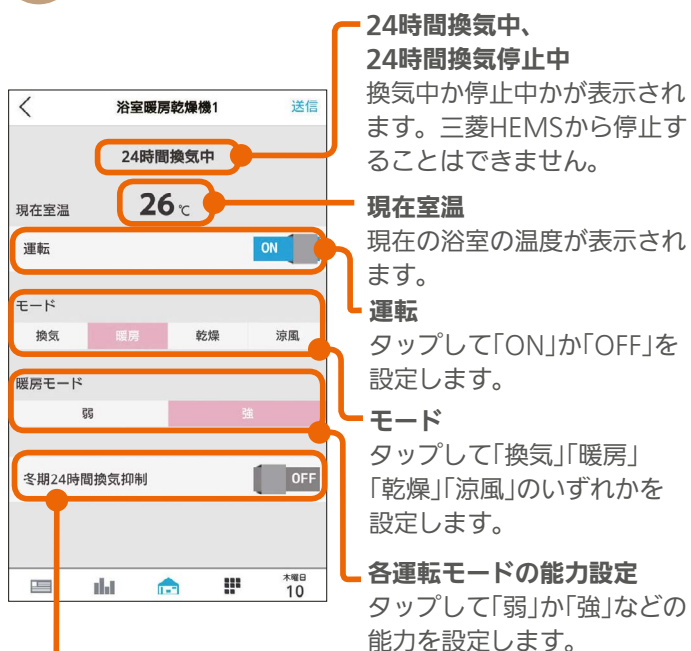 浴室暖房乾燥機1
送信
24時間換気中
現在室温
26℃
運転
ON
モード
換気
暖房
乾燥
涼風
暖房モード
弱
強
冬期24時間換気抑制
OFF
木曜日
10
24時間換気中、
24時間換気停止中
換気中か停止中かが表示され
ます。三菱HEMSから停止す
ることはできません。
現在室温
現在の浴室の温度が表示され
ます。
運転
タップして「ON」か「OFF」を
設定します。
モード
タップして「換気」「暖房」
「乾燥」「涼風」のいずれかを
設定します。
各運転モードの能力設定
タップして「弱」か「強」などの
能力を設定します。